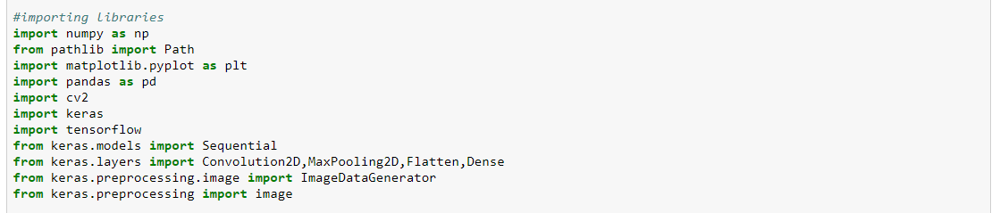 #importing libraries
import numpy as np
from pathlib import Path
import matplotlib.pyplot as plt
import pandas as pd
import cv2
import keras
import tensorflow
from keras.models import Sequential
from keras.layers import Convolution2D,MaxPooling2D,Flatten,Dense
from keras.preprocessing.image import ImageDataGenerator
from keras.preprocessing import image